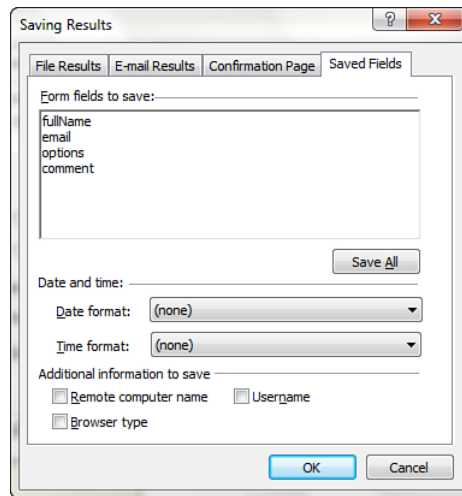 Saving Results
File Results E-mail Results Confirmation Page Saved Fields
Form fields to save:
fullName
email
options
comment
Save All
Date and time:
Date format: (none)
Time format: (none)
Additional information to save
Remote computer name Username
Browser type
OK Cancel